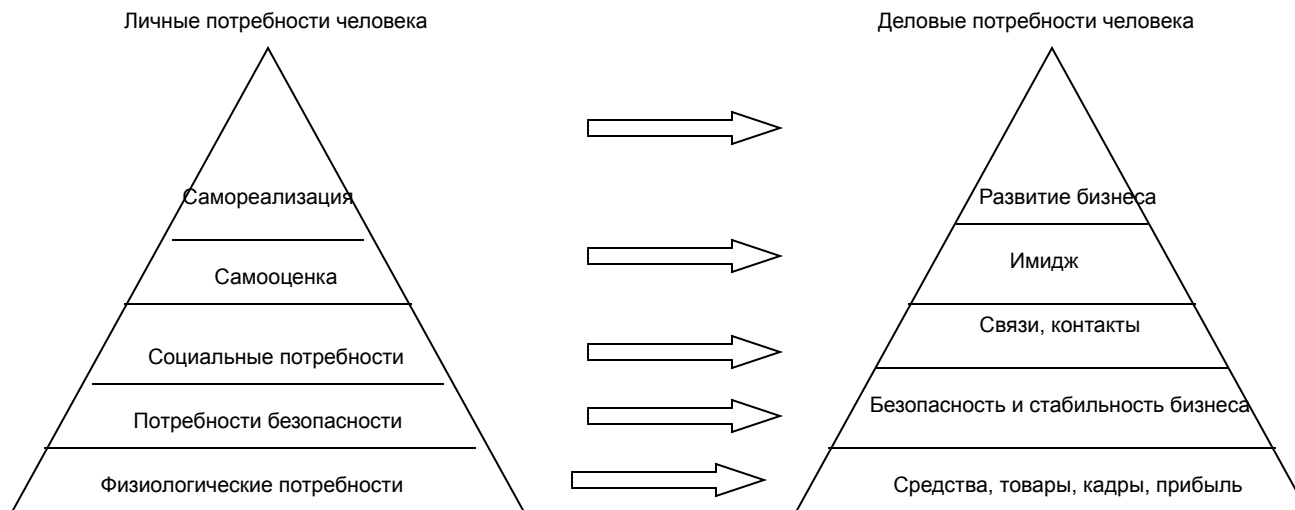 Личные потребности человека
Деловые потребности человека
Самореализация
Развитие бизнеса
Самооценка
Имидж
Социальные потребности
Связи, контакты
Потребности безопасности
Безопасность и стабильность бизнеса
Физиологические потребности
Средства, товары, кадры, прибыль